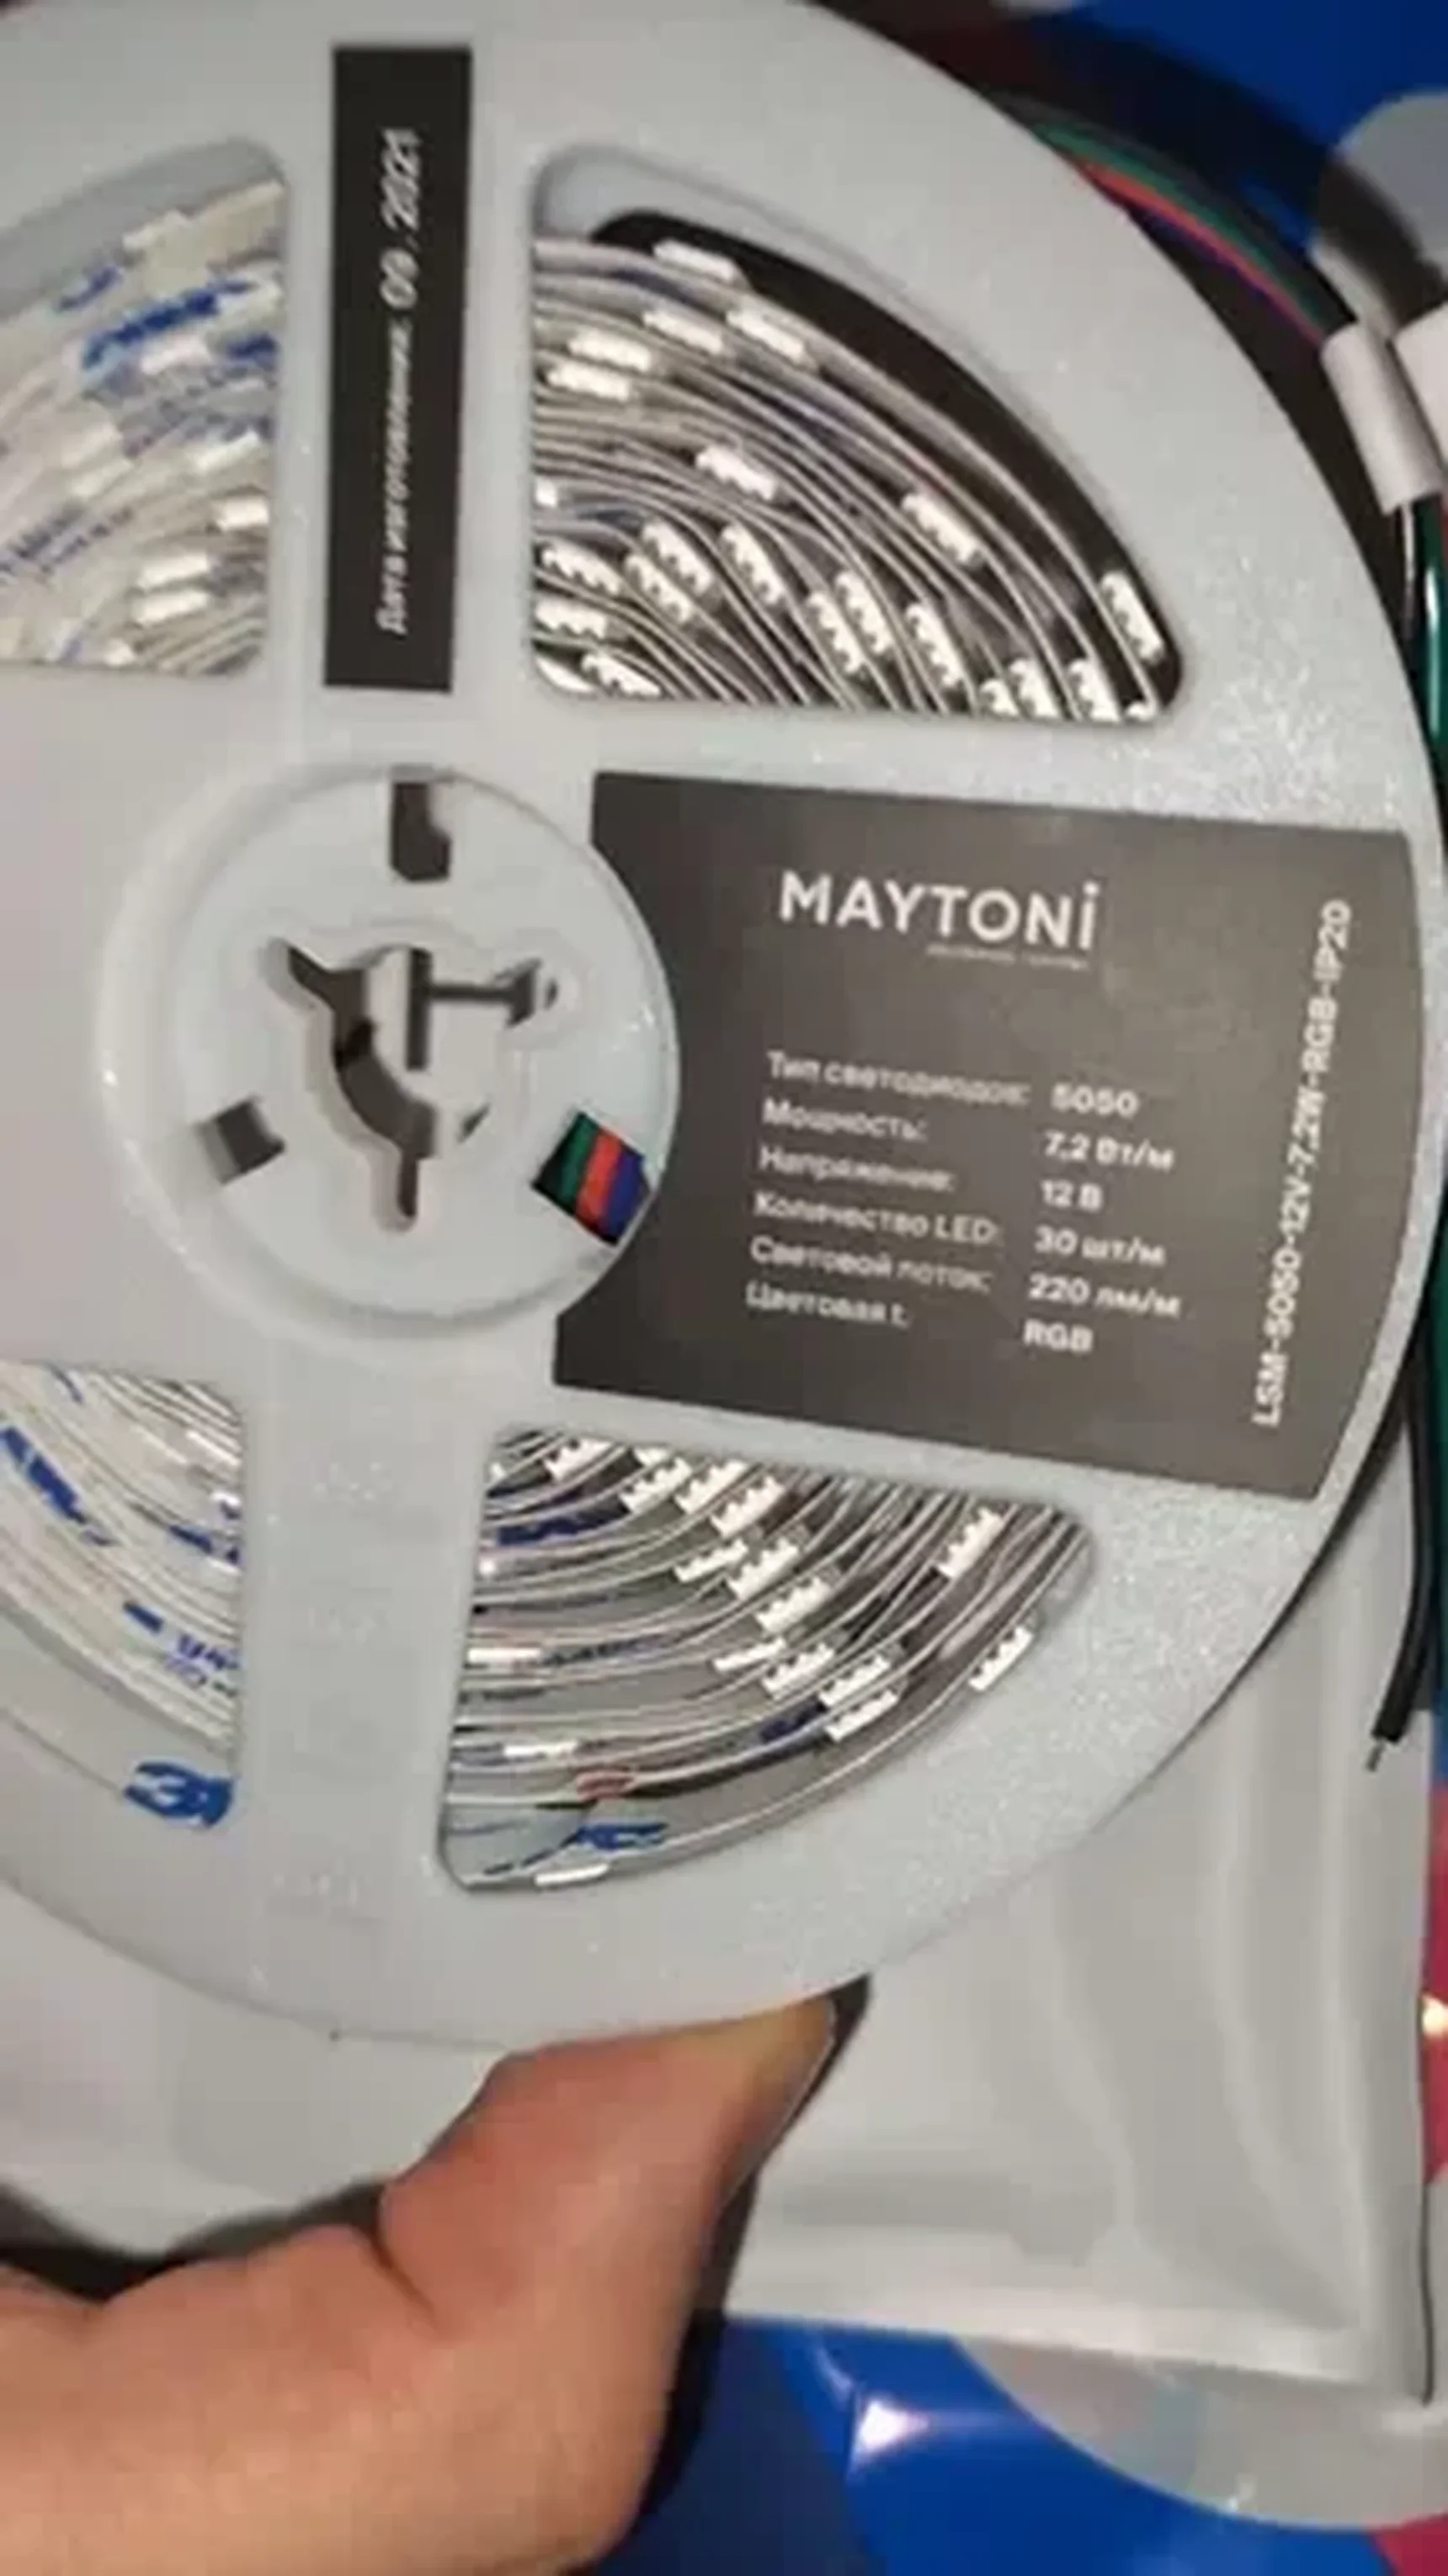 Дата изготовления: 09.2021
MAYTONi
Тип светодиодов: 5050
Мощность: 7,2 Вт/м
Напряжение: 12 В
Количество LED: 30 шт/м
Световой поток: 220 лм/м
Цветовая t: RGB
LSM-5050-12V-7,2W-RGB-IP20